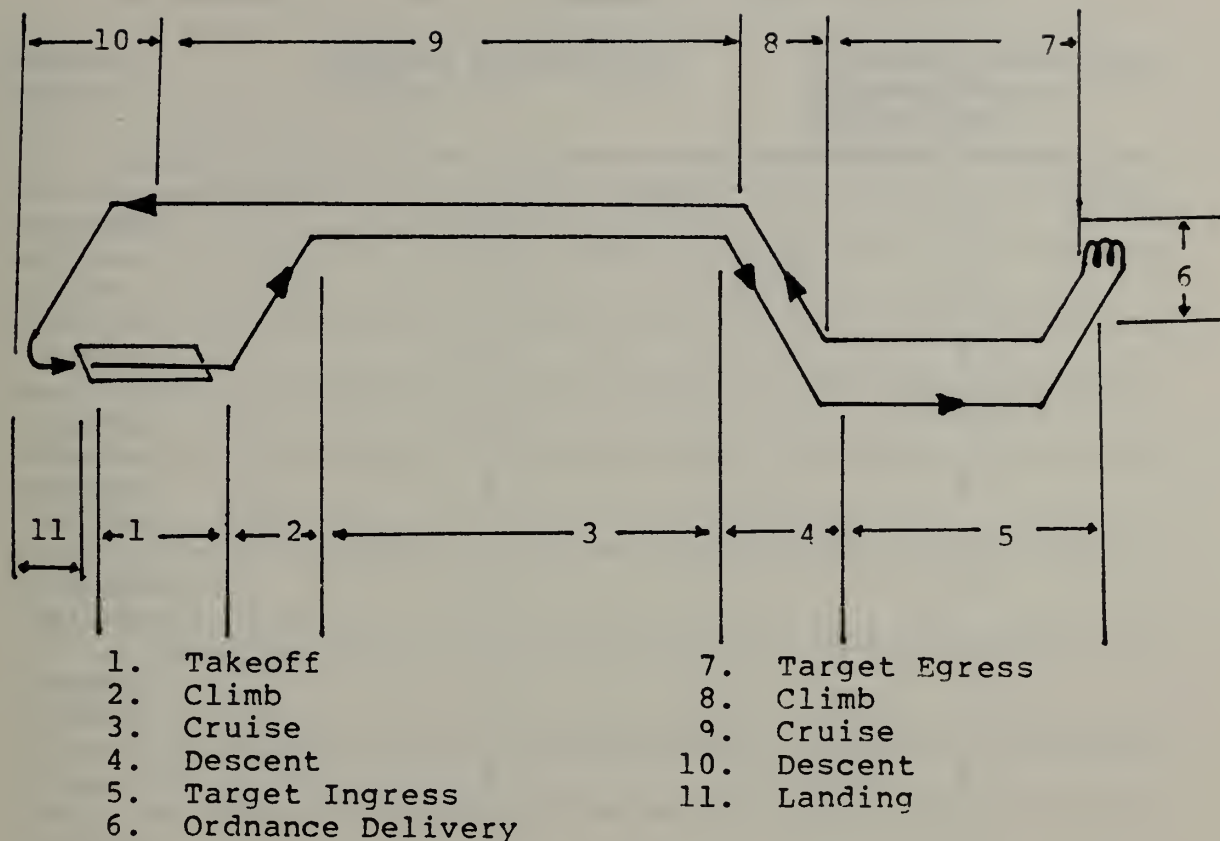 10 9 8 7
6
11 1 2 3 4 5
1. Takeoff
2. Climb
3. Cruise
4. Descent
5. Target Ingress
6. Ordnance Delivery
7. Target Egress
8. Climb
9. Cruise
10. Descent
11. Landing